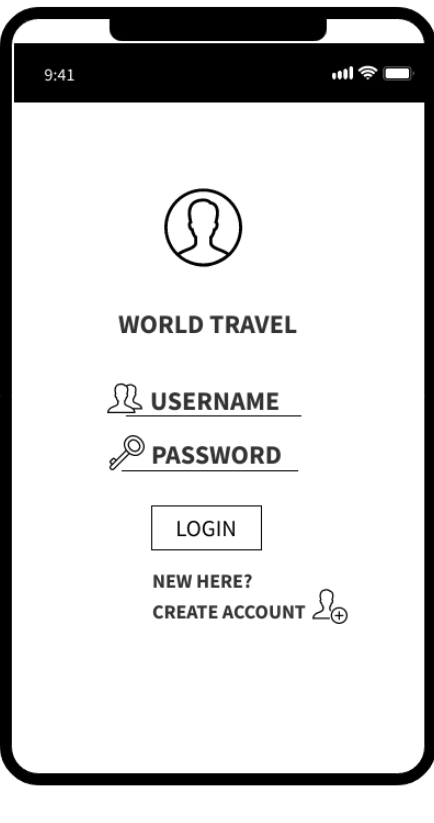 9:41
WORLD TRAVEL
USERNAME
PASSWORD
LOGIN
NEW HERE?
CREATE ACCOUNT